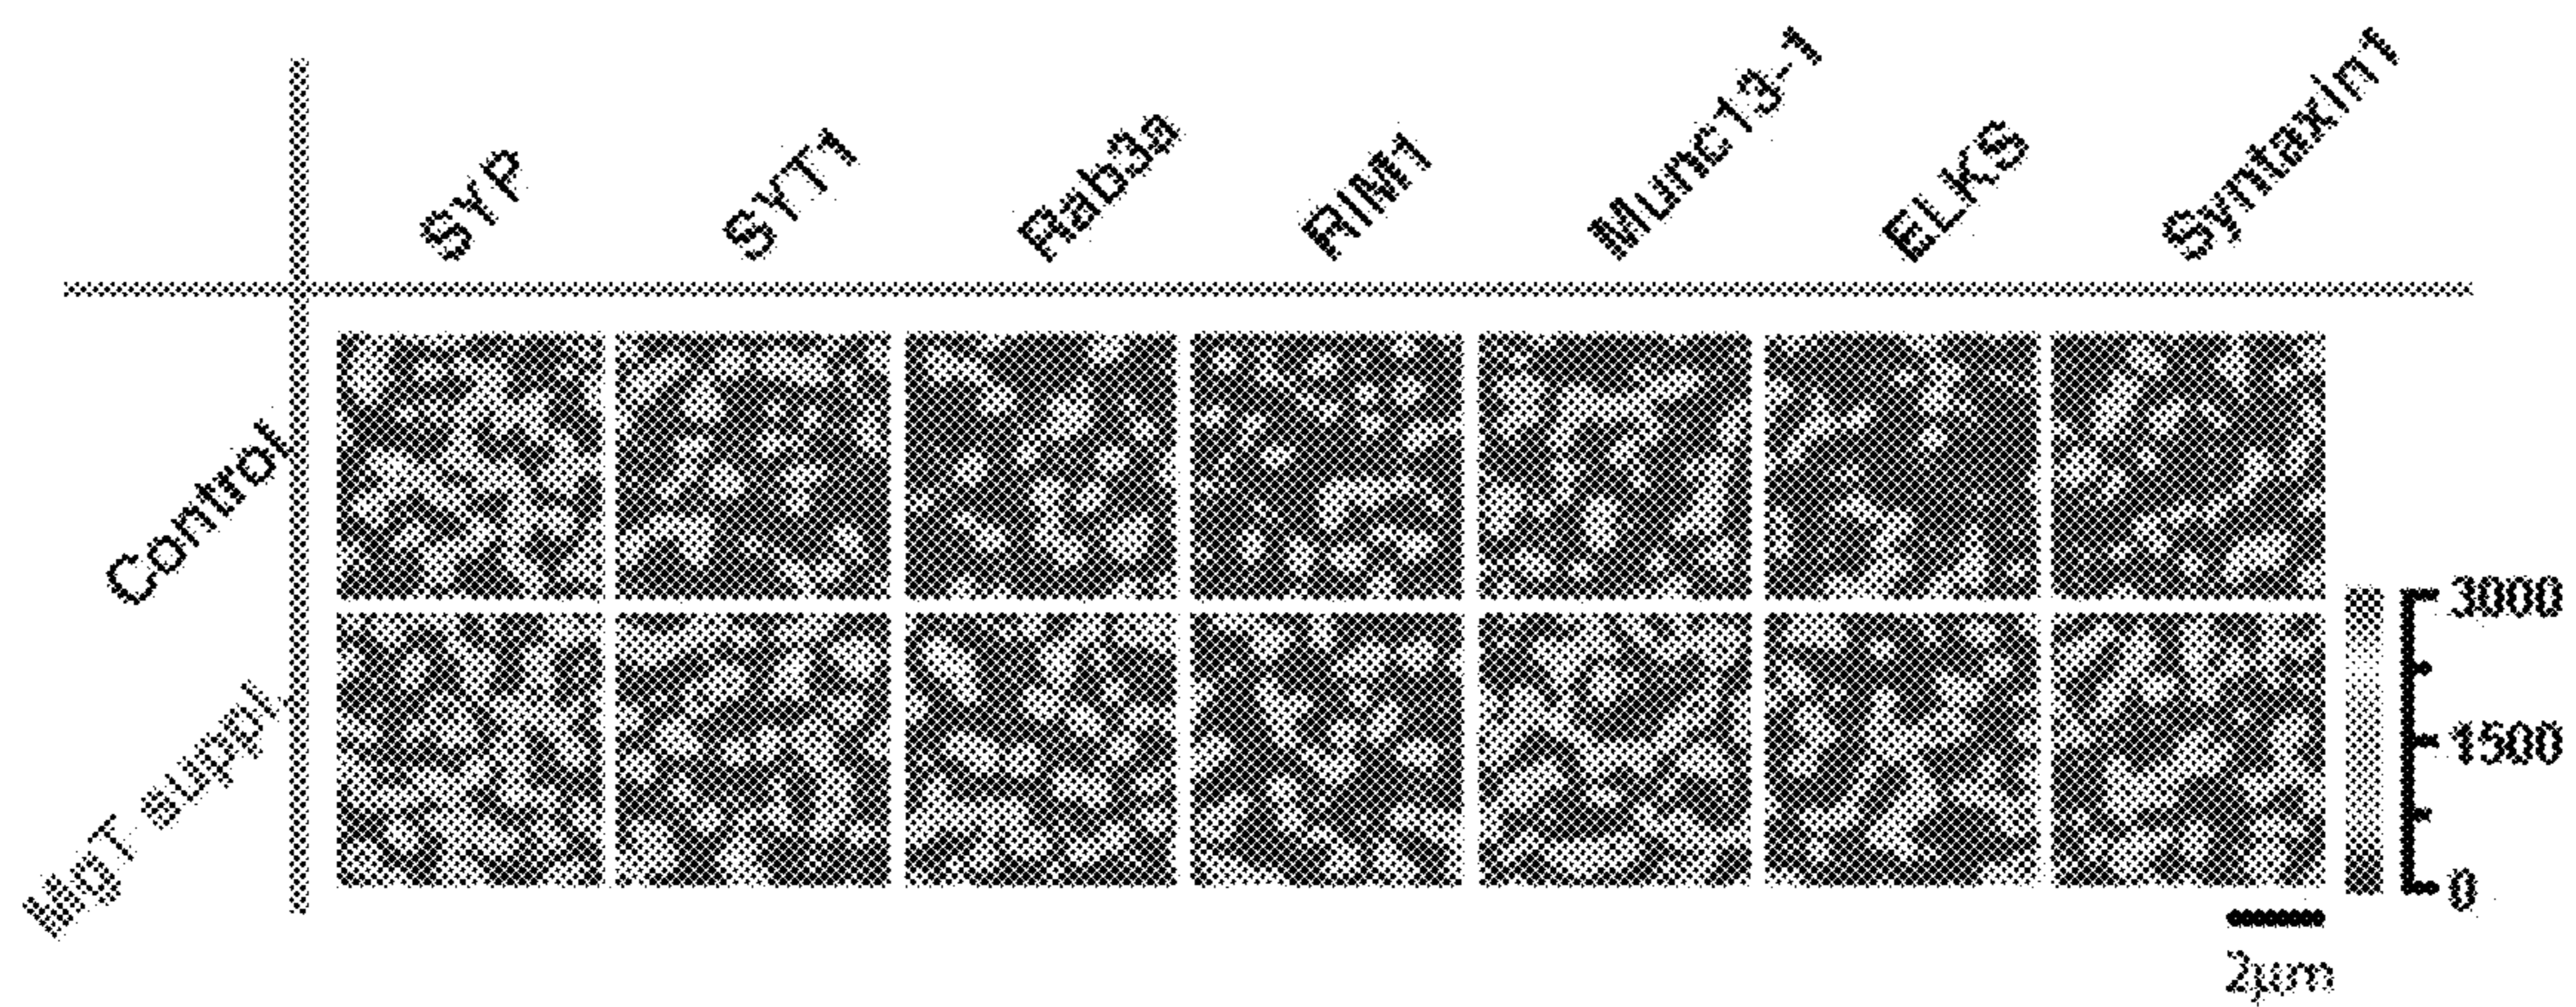 SYP SYT1 Rab3a RIM1 Munc13-1 ELKS Syntaxin1
Control
MgT suppl.
3000
1500
0
2μm